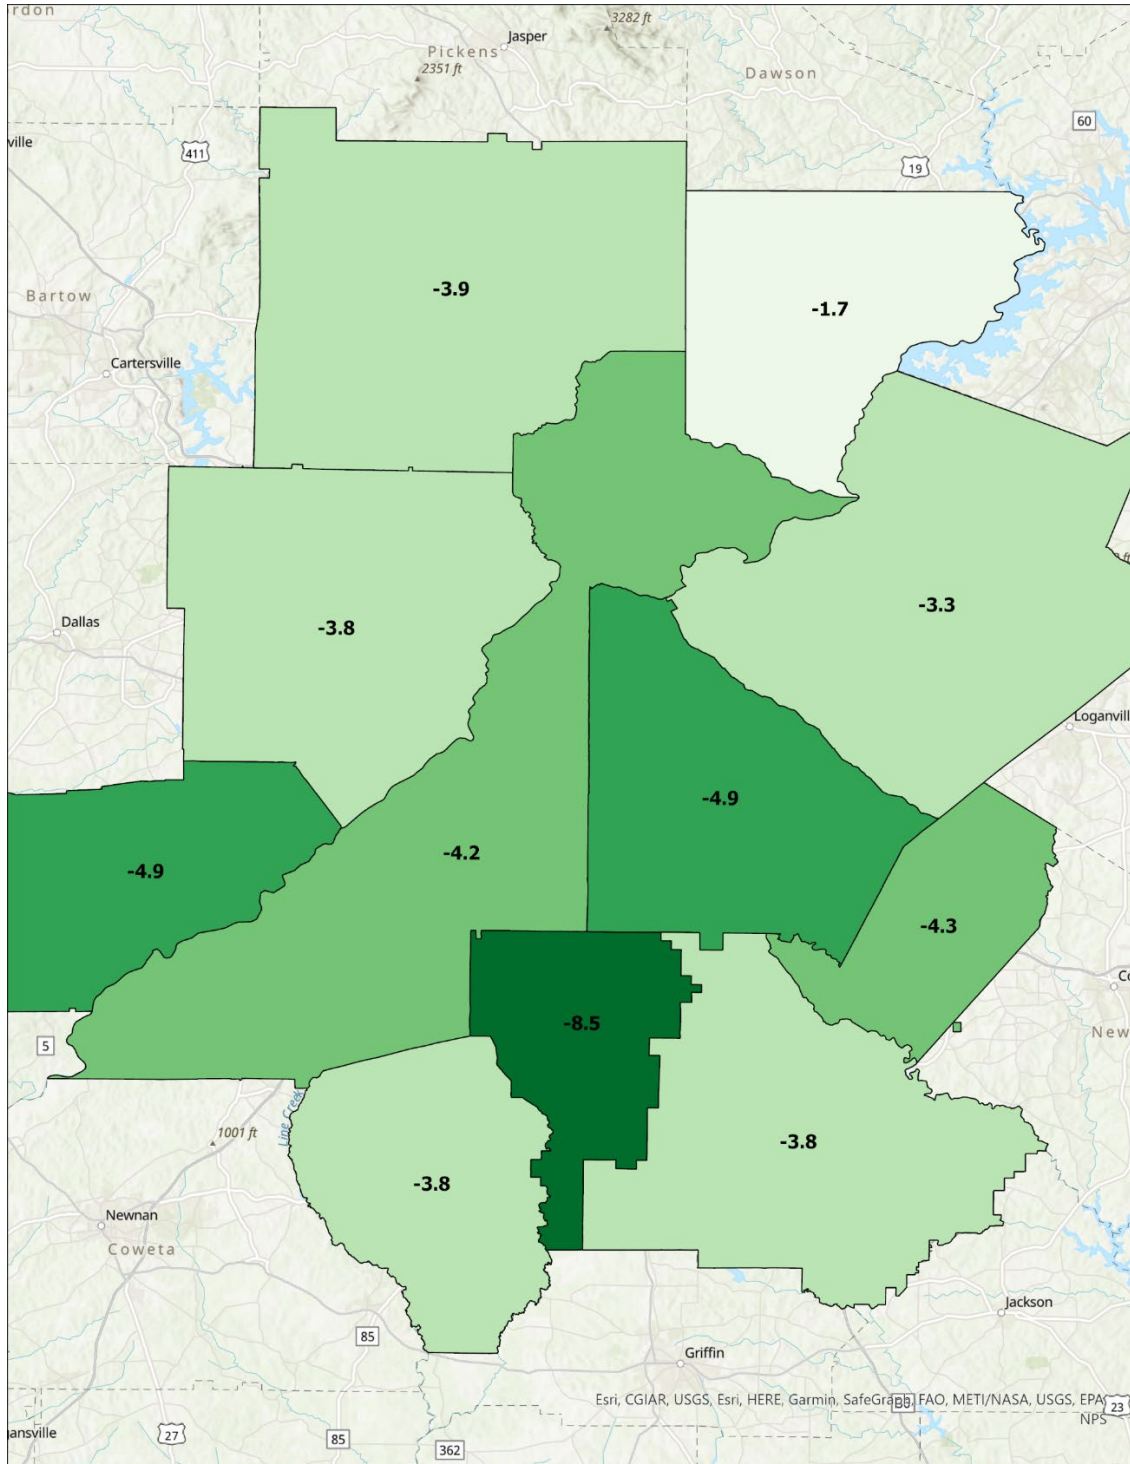 rdon
3282 ft
Jasper
Pickens
2351 ft
Dawson
60
ville
411
19
-3.9
-1.7
Bartow
Cartersville
-3.3
Dallas
-3.8
Loganvill
-4.9
-4.2
-4.9
-4.3
Co
New
-8.5
5
Line Creek
1001 ft
-3.8
-3.8
Newnan
Coweta
Jackson
85
Griffin
Esri, CGIAR, USGS, Esri, HERE, Garmin, SafeGraph, FAO, METI/NASA, USGS, EPA,
NPS
23
27
85
362
gansville